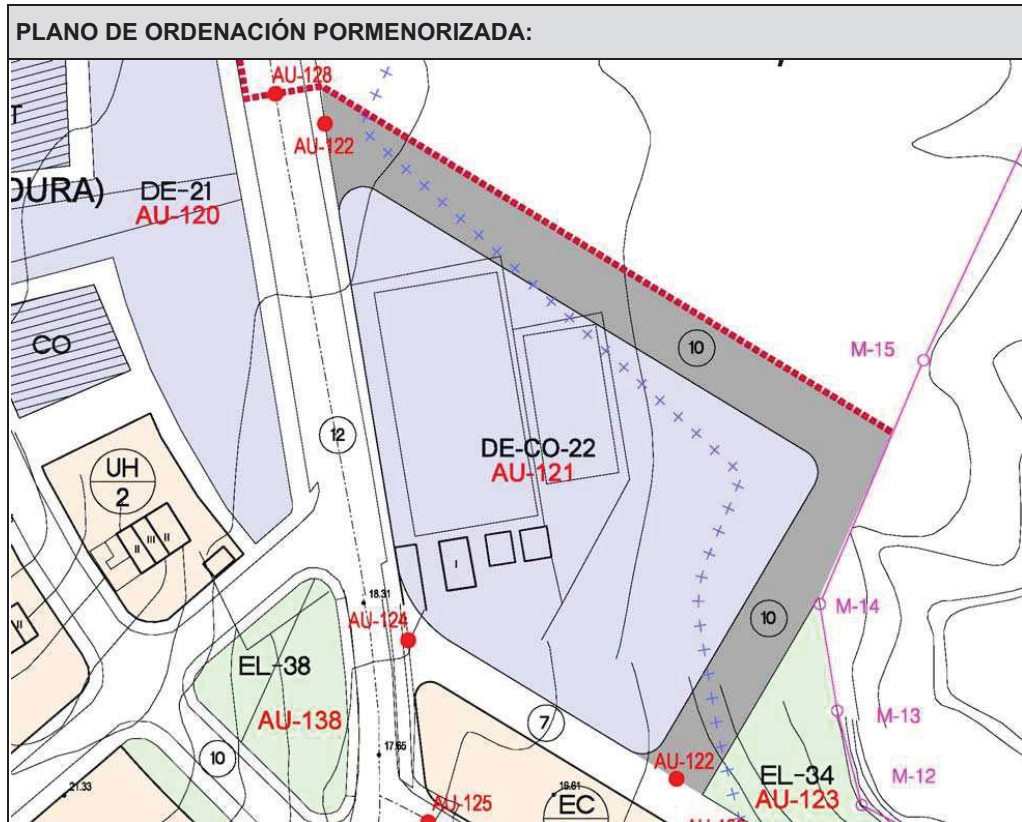 PLANO DE ORDENACIÓN PORMENORIZADA:
AU-128
AU-122
DURA)
DE-21
AU-120
CO
10
M-15
12
DE-CO-22
AU-121
UH
2
II
III
II
I
II
18.31
AU-124
10
M-14
EL-38
AU-138
7
M-13
10
17.65
AU-122
M-12
EL-34
AU-123
21.33
AU-125
EC